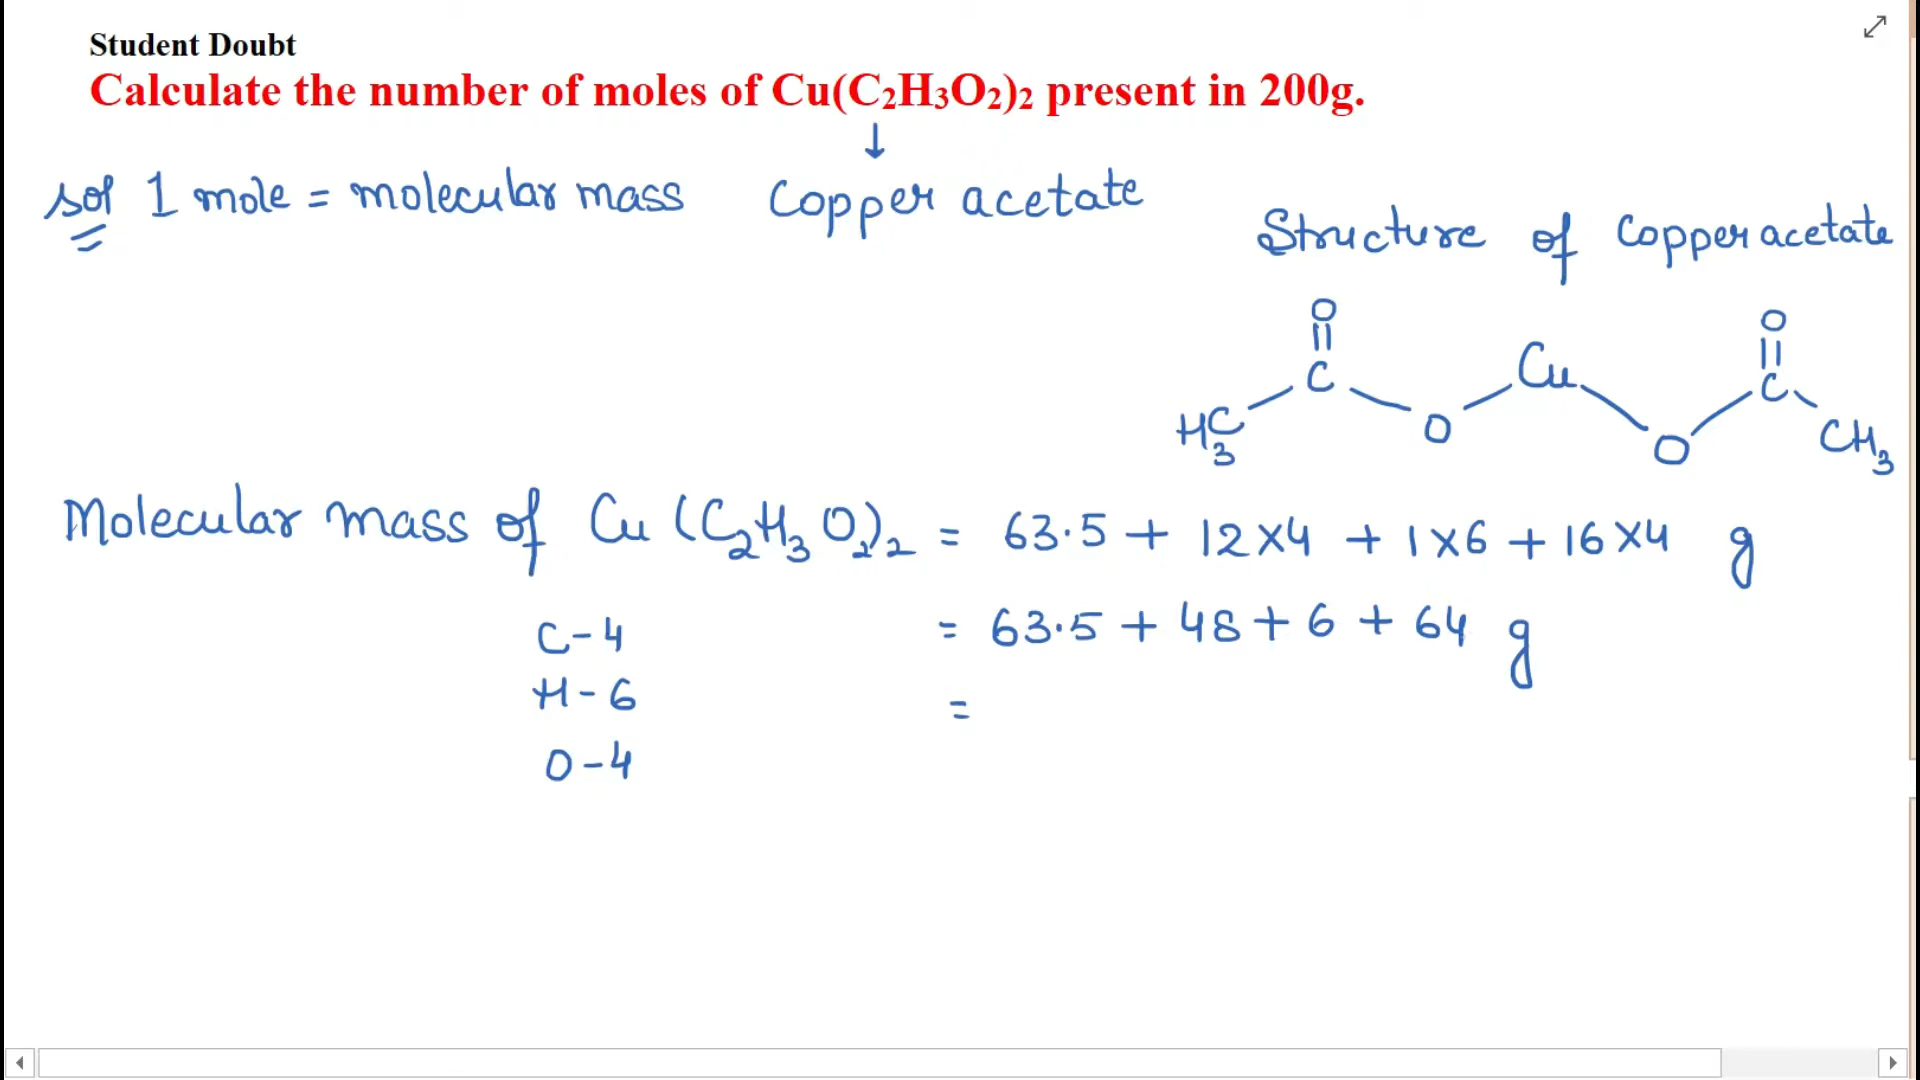 Student Doubt
Calculate the number of moles of Cu(C₂H₃O₂)₂ present in 200g.
↓
sol 1 mole = molecular mass Copper acetate
Structure of Copper acetate
O O
C Cu C
H₃C O O CH₃
Molecular mass of Cu(C₂H₃O₂)₂ = 63.5 + 12×4 + 1×6 + 16×4 g
C-4 = 63.5 + 48 + 6 + 64 g
H-6 =
O-4